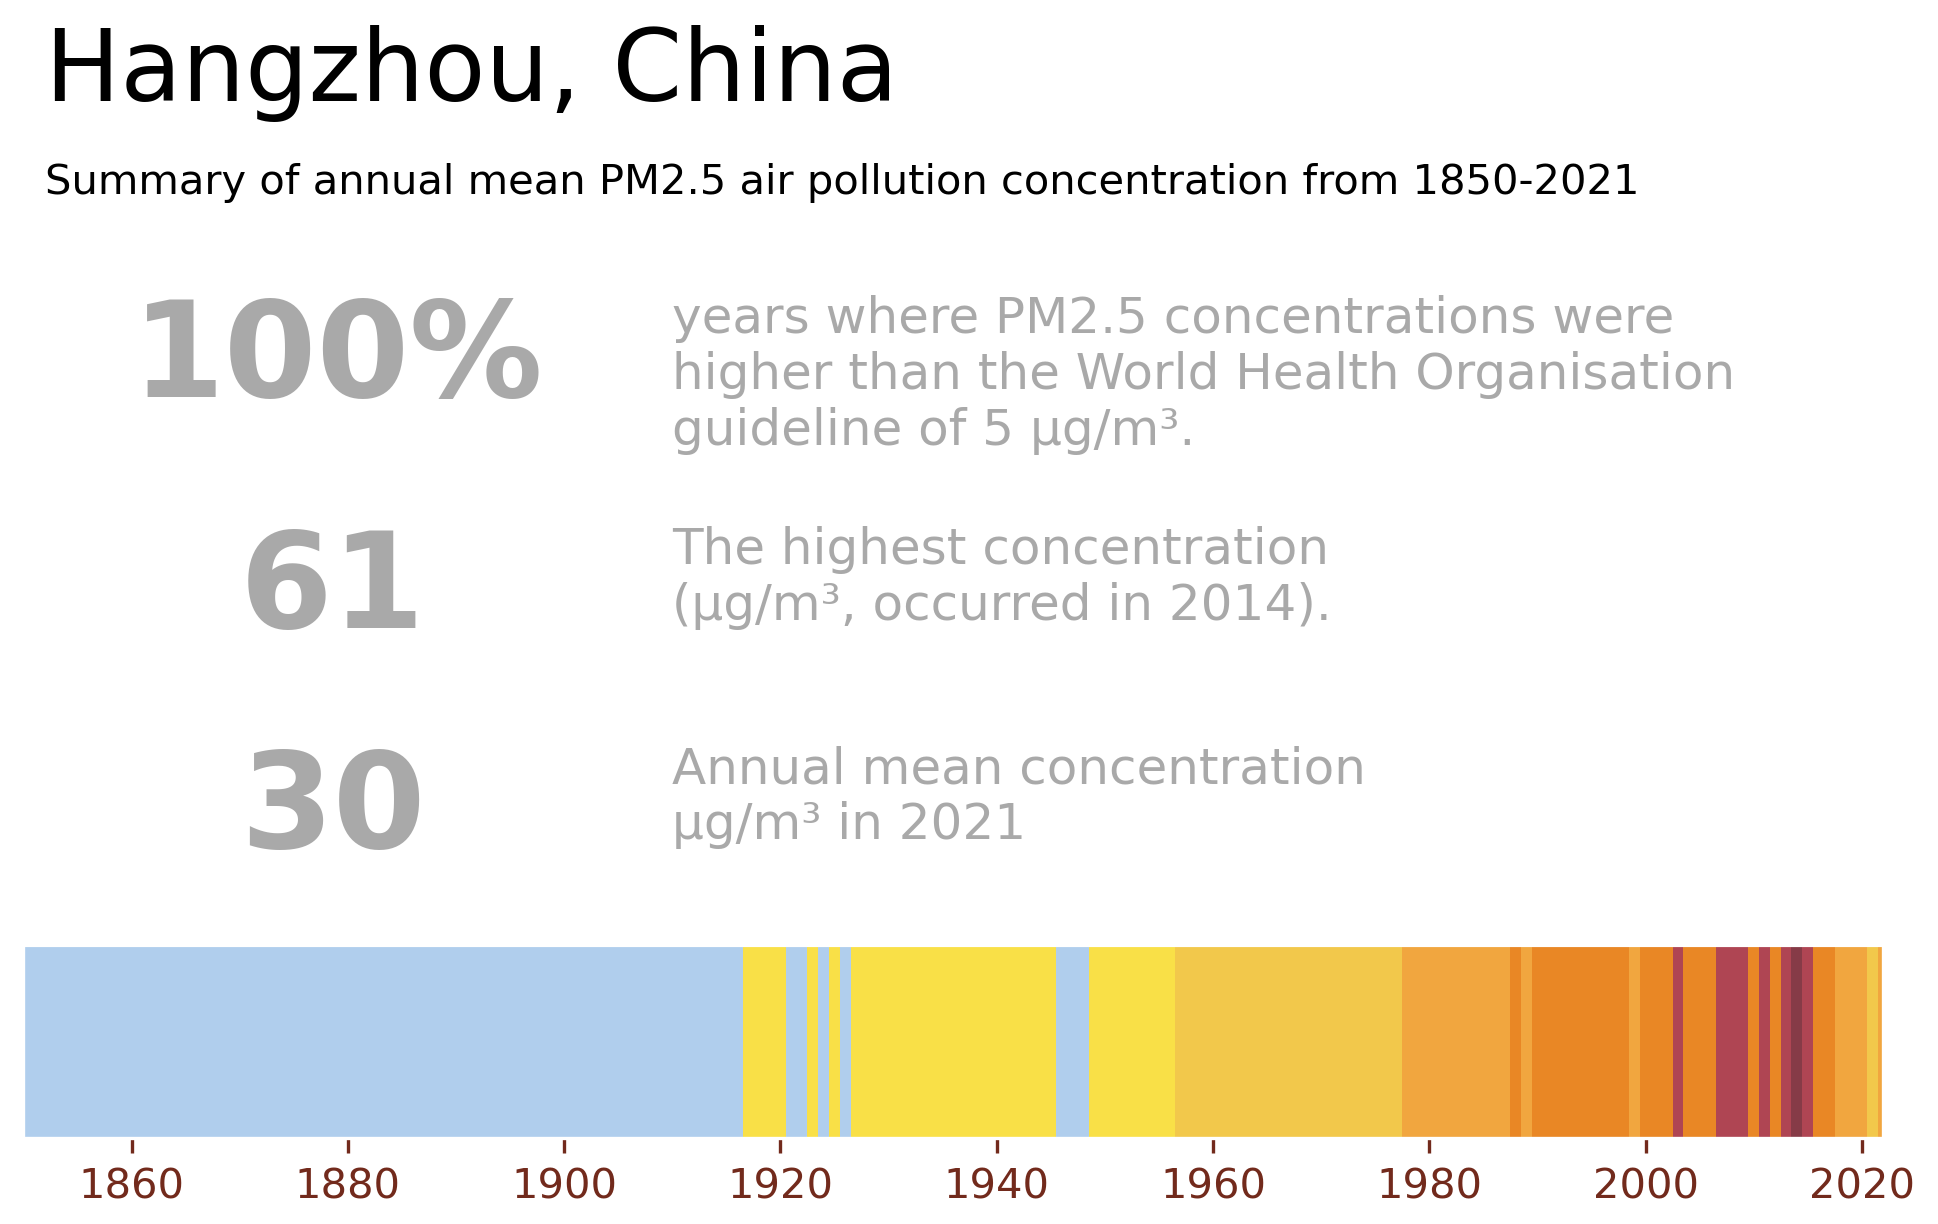 Hangzhou, China
Summary of annual mean PM2.5 air pollution concentration from 1850-2021
100%
years where PM2.5 concentrations were
higher than the World Health Organisation
guideline of 5 µg/m³.
61
The highest concentration
(µg/m³, occurred in 2014).
30
Annual mean concentration
µg/m³ in 2021
1860 1880 1900 1920 1940 1960 1980 2000 2020